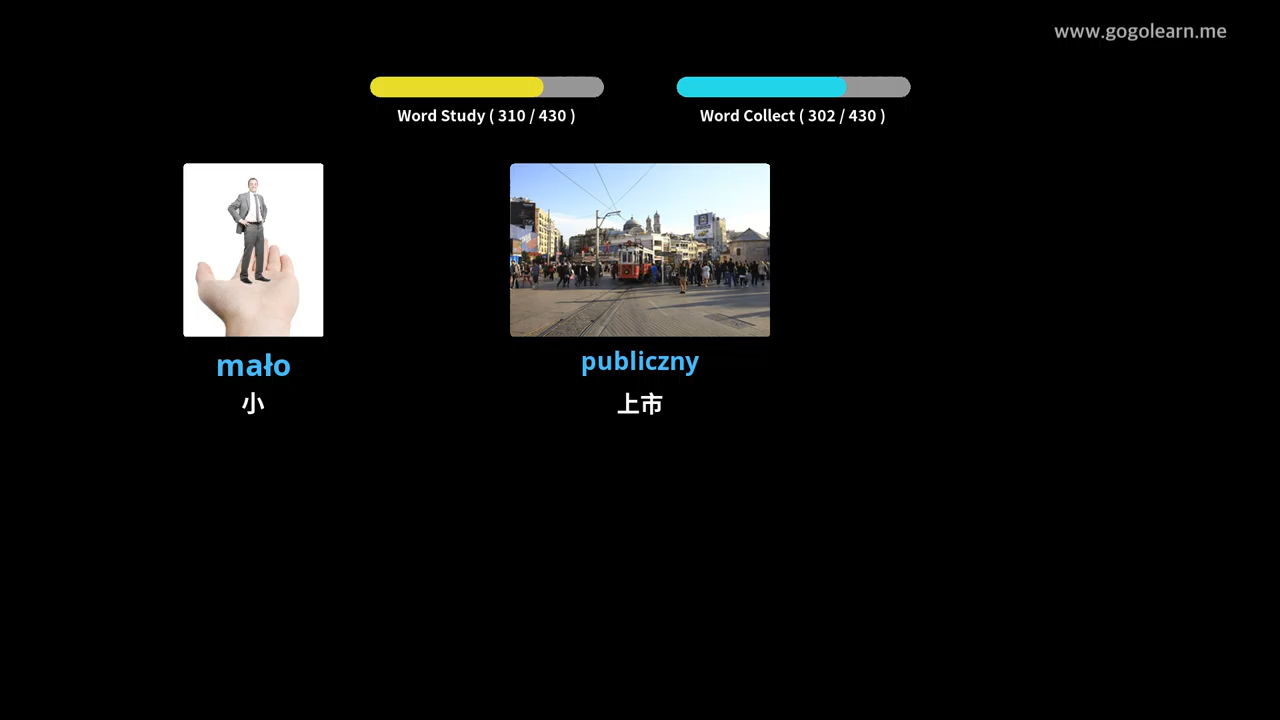 www.gogolearn.me
Word Study ( 310 / 430 )
Word Collect ( 302 / 430 )
mało
小
publiczny
上市